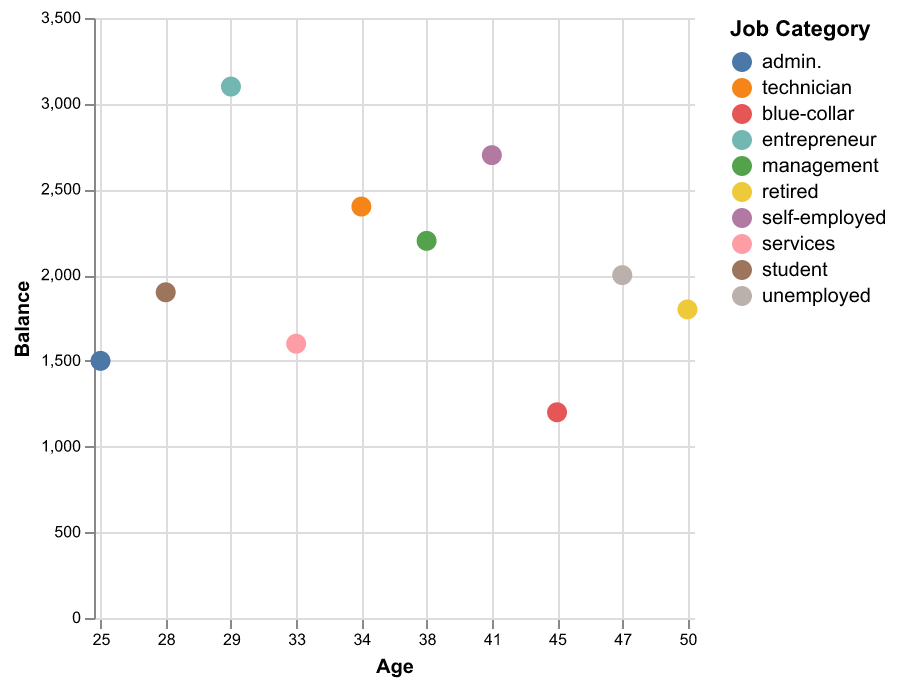 3,500
3,000
2,500
2,000
1,500
1,000
500
0
Balance
25 28 29 33 34 38 41 45 47 50
Age
Job Category
admin.
technician
blue-collar
entrepreneur
management
retired
self-employed
services
student
unemployed